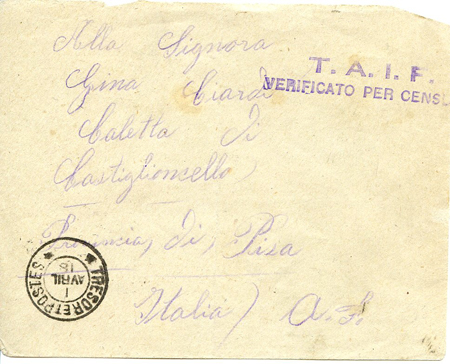 Alla Signora
T. A. I. F.
Gina Ciardi
VERIFICATO PER CENSU
Caletta Di
Castiglioncello
Provincia, Di, Pisa
TRESOR ET POSTES
1
AVRIL
18
Italia)